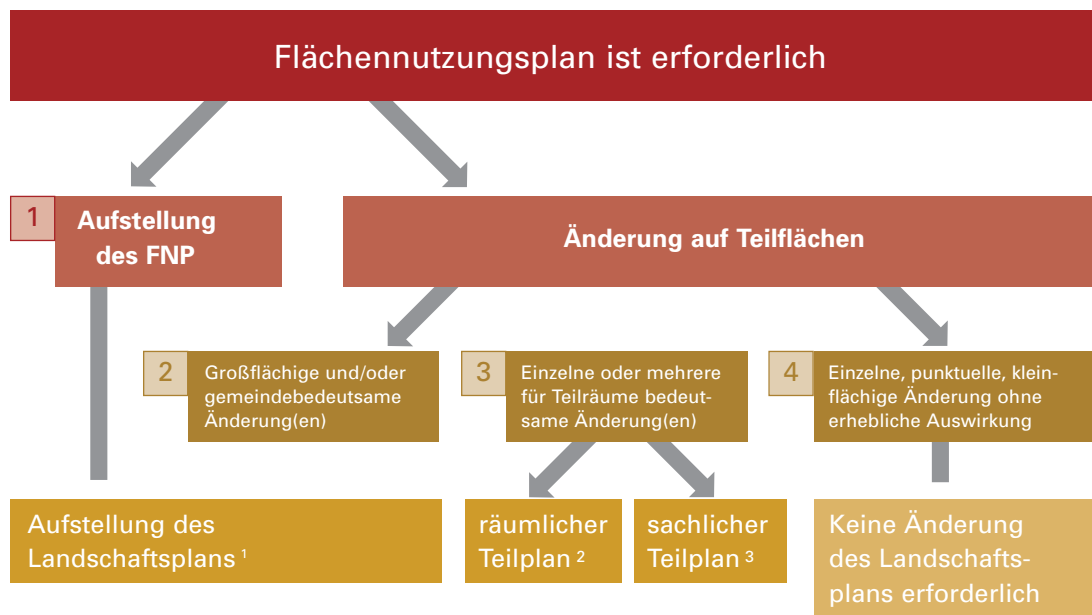 Flächennutzungsplan ist erforderlich
1
Aufstellung
des FNP
Änderung auf Teilflächen
2
Großflächige und/oder
gemeindebedeutsame
Änderung(en)
3
Einzelne oder mehrere
für Teilräume bedeut-
same Änderung(en)
4
Einzelne, punktuelle, klein-
flächige Änderung ohne
erhebliche Auswirkung
Aufstellung des
Landschaftsplans 1
räumlicher
Teilplan 2
sachlicher
Teilplan 3
Keine Änderung
des Landschafts-
plans erforderlich